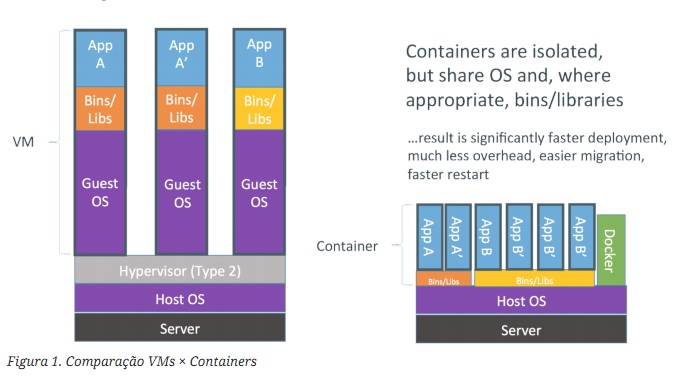 VM
App
A
Bins/
Libs
Guest
OS
App
A'
Bins/
Libs
Guest
OS
App
B
Bins/
Libs
Guest
OS
Hypervisor (Type 2)
Host OS
Server
Containers are isolated,
but share OS and, where
appropriate, bins/libraries
...result is significantly faster deployment,
much less overhead, easier migration,
faster restart
Container
App A
App A'
App B
App B'
App B'
App B'
Docker
Bins/Libs
Bins/Libs
Host OS
Server
Figura 1. Comparação VMs × Containers